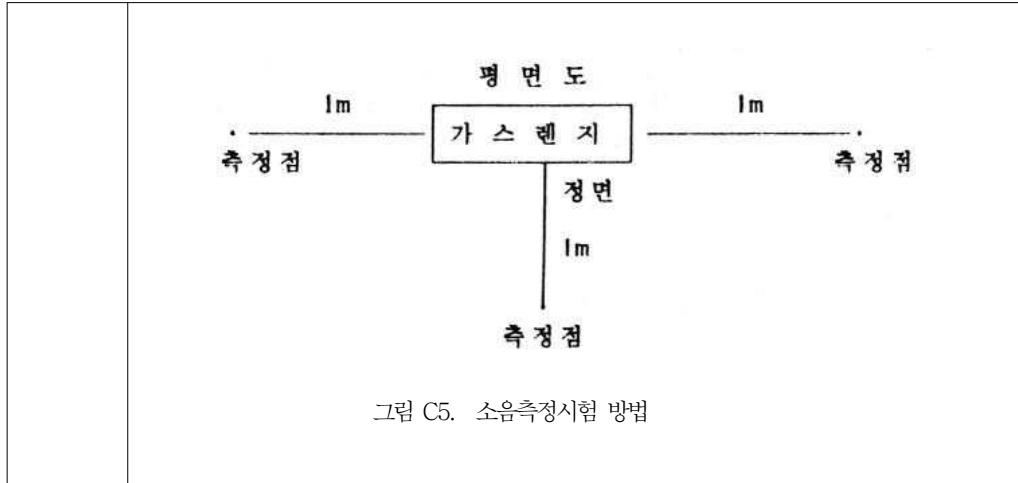 평 면 도
1m
1m
가 스 렌 지
측 정 점
측 정 점
정 면
1m
측 정 점
그림 C5. 소음측정시험 방법